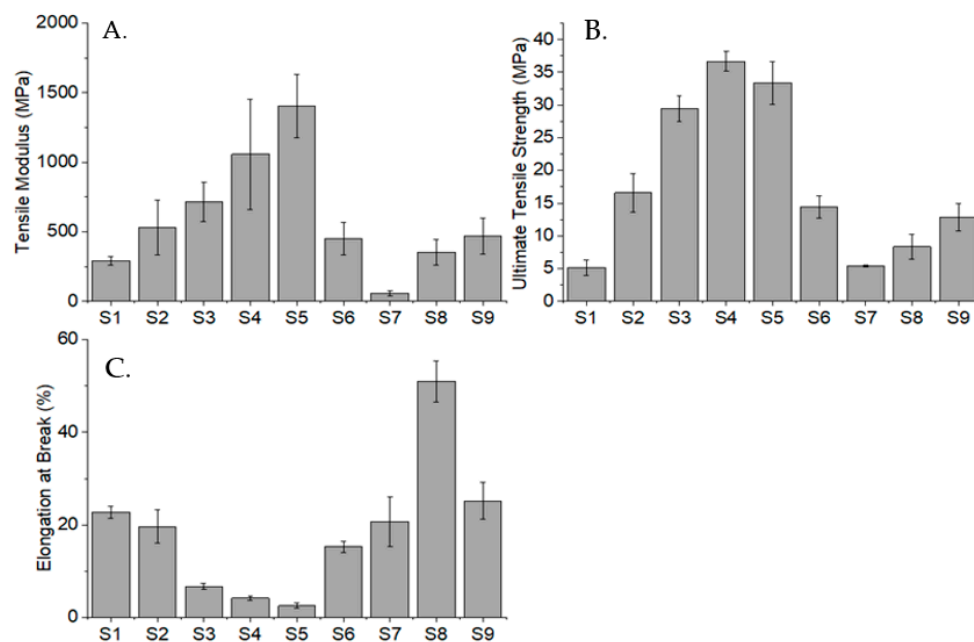 A.
Tensile Modulus (MPa)
2000
1500
1000
500
0
S1 S2 S3 S4 S5 S6 S7 S8 S9
B.
Ultimate Tensile Strength (MPa)
40
35
30
25
20
15
10
5
0
S1 S2 S3 S4 S5 S6 S7 S8 S9
C.
Elongation at Break (%)
60
40
20
0
S1 S2 S3 S4 S5 S6 S7 S8 S9